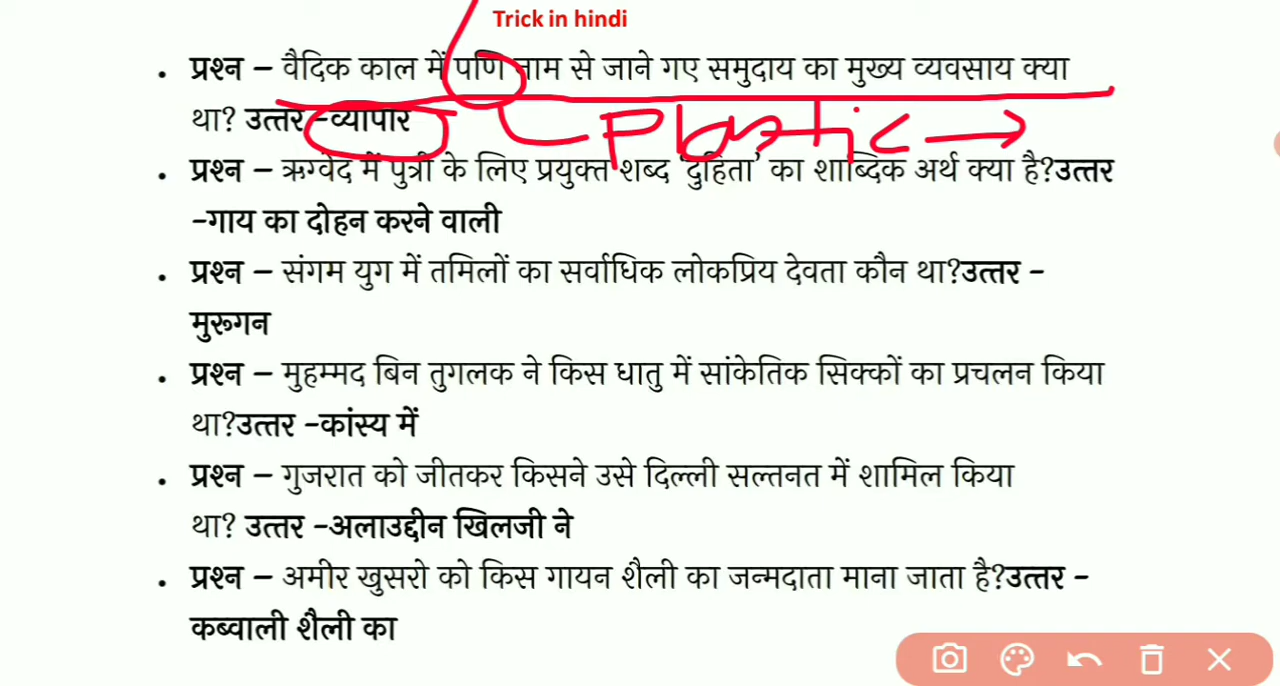 Trick in hindi
• प्रश्न – वैदिक काल में पणि नाम से जाने गए समुदाय का मुख्य व्यवसाय क्या
था? उत्तर –व्यापार
Plastic →
• प्रश्न – ऋग्वेद में पुत्री के लिए प्रयुक्त शब्द ‘दुहिता’ का शाब्दिक अर्थ क्या है?उत्तर
–गाय का दोहन करने वाली
• प्रश्न – संगम युग में तमिलों का सर्वाधिक लोकप्रिय देवता कौन था?उत्तर –
मुरूगन
• प्रश्न – मुहम्मद बिन तुगलक ने किस धातु में सांकेतिक सिक्कों का प्रचलन किया
था?उत्तर –कांस्य में
• प्रश्न – गुजरात को जीतकर किसने उसे दिल्ली सल्तनत में शामिल किया
था? उत्तर –अलाउद्दीन खिलजी ने
• प्रश्न – अमीर खुसरो को किस गायन शैली का जन्मदाता माना जाता है?उत्तर –
कब्वाली शैली का